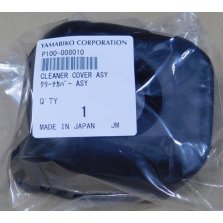 YAMABIKO CORPORATION
P100-008010
CLEANER COVER ASY
クリーナカバー ASY
Q'TY
1
MADE IN JAPAN JM